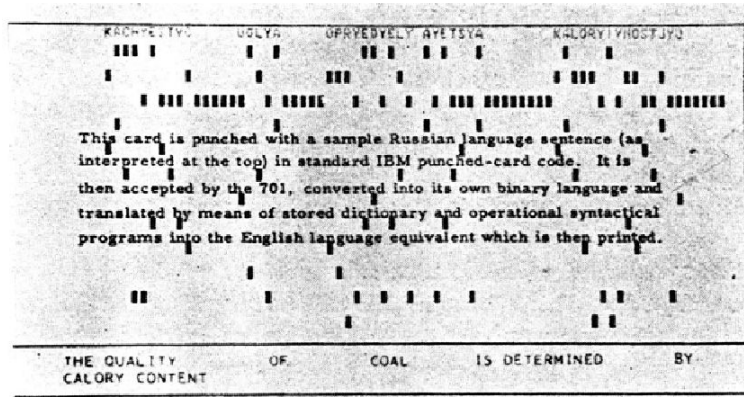 KACHYESTVO UGLYA OPRYEDYELYAYETSYA KALORYIYNOSTJYU
This card is punched with a sample Russian language sentence (as
interpreted at the top) in standard IBM punched-card code. It is
then accepted by the 701, converted into its own binary language and
translated by means of stored dictionary and operational syntactical
programs into the English language equivalent which is then printed.
THE QUALITY OF COAL IS DETERMINED BY
CALORY CONTENT